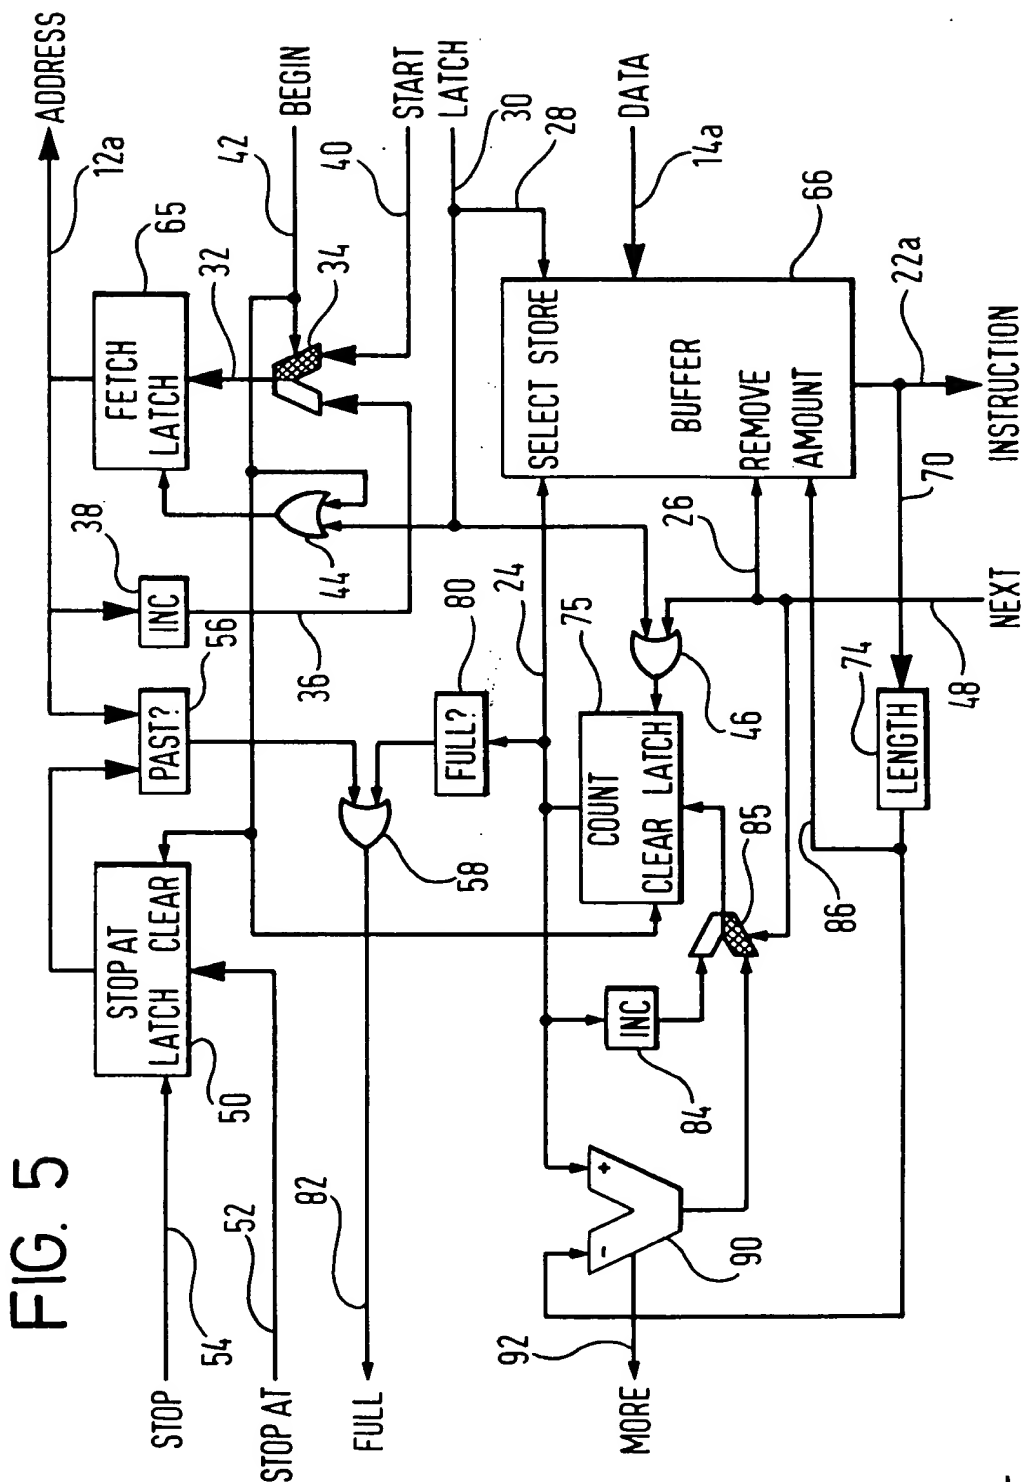 FIG. 5
STOP
54
STOP AT
52
FULL
82
MORE
92
STOP AT
LATCH CLEAR
50
PAST?
56
INC
38
FETCH
LATCH
65
ADDRESS
12a
32
34
42
BEGIN
40
START
LATCH
30
28
44
36
58
FULL?
80
24
COUNT
CLEAR LATCH
75
46
85
INC
84
+
-
90
SELECT STORE
BUFFER
REMOVE
AMOUNT
66
DATA
14a
26
86
LENGTH
74
48
NEXT
70
22a
INSTRUCTION